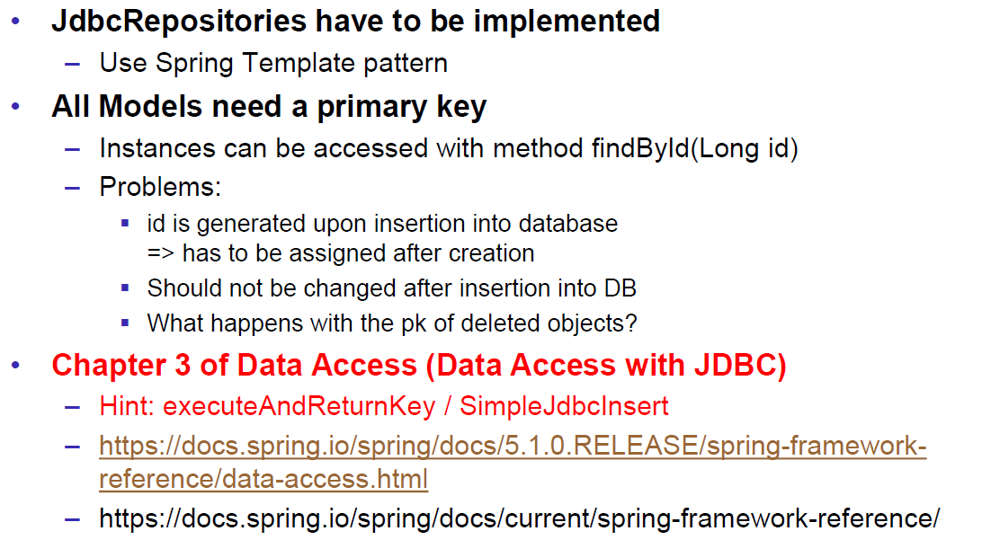 • JdbcRepositories have to be implemented
– Use Spring Template pattern
• All Models need a primary key
– Instances can be accessed with method findById(Long id)
– Problems:
▪ id is generated upon insertion into database
=> has to be assigned after creation
▪ Should not be changed after insertion into DB
▪ What happens with the pk of deleted objects?
• Chapter 3 of Data Access (Data Access with JDBC)
– Hint: executeAndReturnKey / SimpleJdbcInsert
– https://docs.spring.io/spring/docs/5.1.0.RELEASE/spring-framework-
reference/data-access.html
– https://docs.spring.io/spring/docs/current/spring-framework-reference/